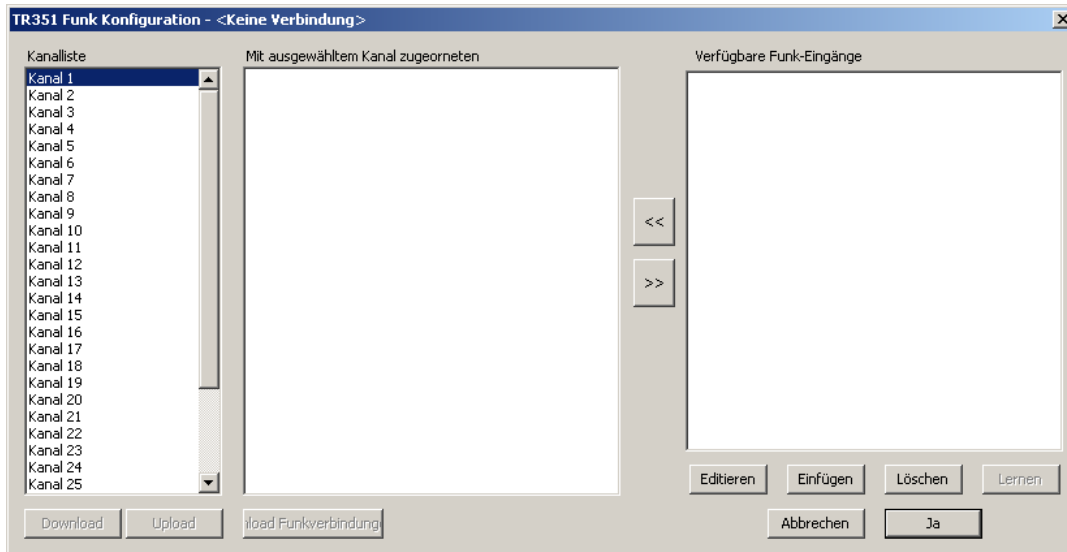 TR351 Funk Konfiguration - <Keine Verbindung>
Kanalliste
Mit ausgewähltem Kanal zugeorneten
Verfügbare Funk-Eingänge
Kanal 1
Kanal 2
Kanal 3
Kanal 4
Kanal 5
Kanal 6
Kanal 7
Kanal 8
Kanal 9
Kanal 10
Kanal 11
Kanal 12
Kanal 13
Kanal 14
Kanal 15
Kanal 16
Kanal 17
Kanal 18
Kanal 19
Kanal 20
Kanal 21
Kanal 22
Kanal 23
Kanal 24
Kanal 25
<<
>>
Editieren
Einfügen
Löschen
Lernen
Download
Upload
load Funkverbindung
Abbrechen
Ja